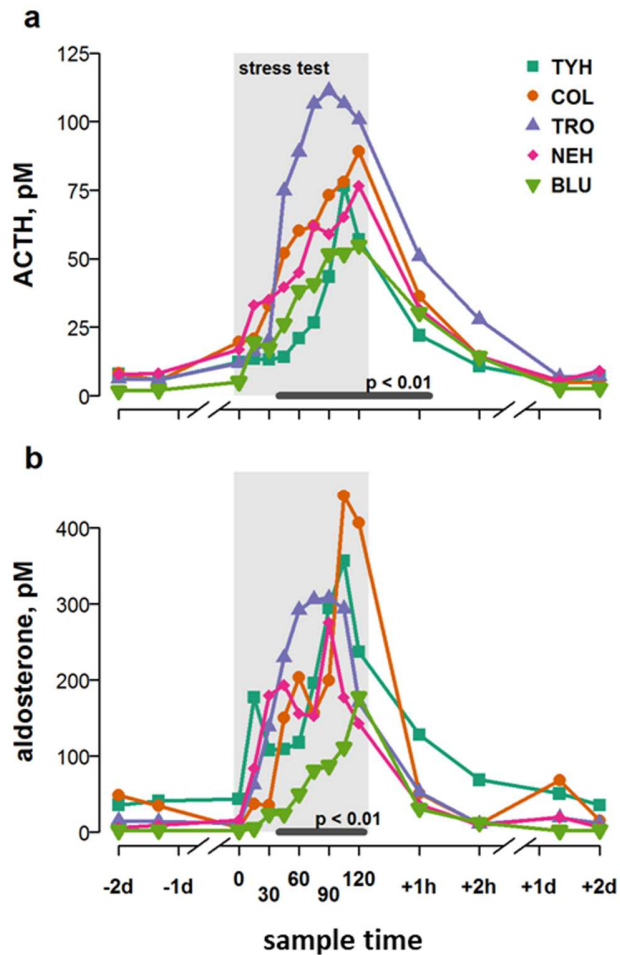 a
125
100
75
50
25
0
ACTH, pM
stress test
TYH
COL
TRO
NEH
BLU
p < 0.01
b
400
300
200
100
0
aldosterone, pM
p < 0.01
-2d -1d 0 30 60 90 120 +1h +2h +1d +2d
sample time